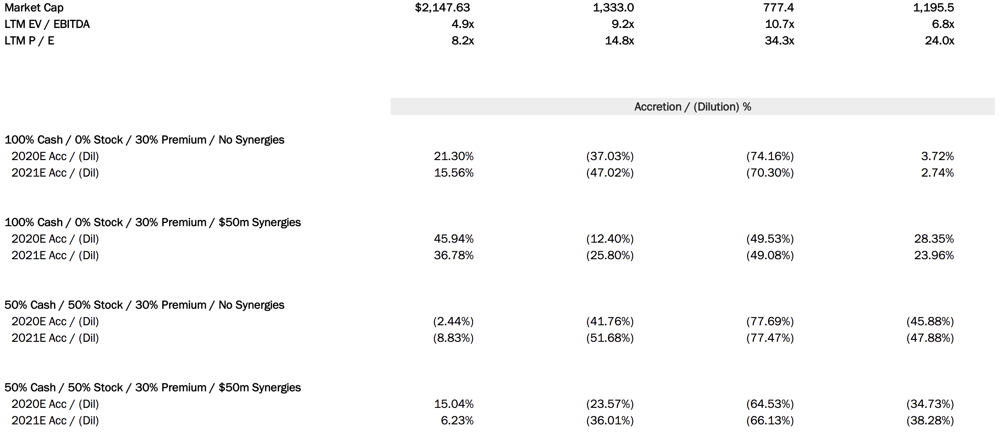 Market Cap $2,147.63 1,333.0 777.4 1,195.5
LTM EV / EBITDA 4.9x 9.2x 10.7x 6.8x
LTM P / E 8.2x 14.8x 34.3x 24.0x
Accretion / (Dilution) %
100% Cash / 0% Stock / 30% Premium / No Synergies
2020E Acc / (Dil) 21.30% (37.03%) (74.16%) 3.72%
2021E Acc / (Dil) 15.56% (47.02%) (70.30%) 2.74%
100% Cash / 0% Stock / 30% Premium / $50m Synergies
2020E Acc / (Dil) 45.94% (12.40%) (49.53%) 28.35%
2021E Acc / (Dil) 36.78% (25.80%) (49.08%) 23.96%
50% Cash / 50% Stock / 30% Premium / No Synergies
2020E Acc / (Dil) (2.44%) (41.76%) (77.69%) (45.88%)
2021E Acc / (Dil) (8.83%) (51.68%) (77.47%) (47.88%)
50% Cash / 50% Stock / 30% Premium / $50m Synergies
2020E Acc / (Dil) 15.04% (23.57%) (64.53%) (34.73%)
2021E Acc / (Dil) 6.23% (36.01%) (66.13%) (38.28%)